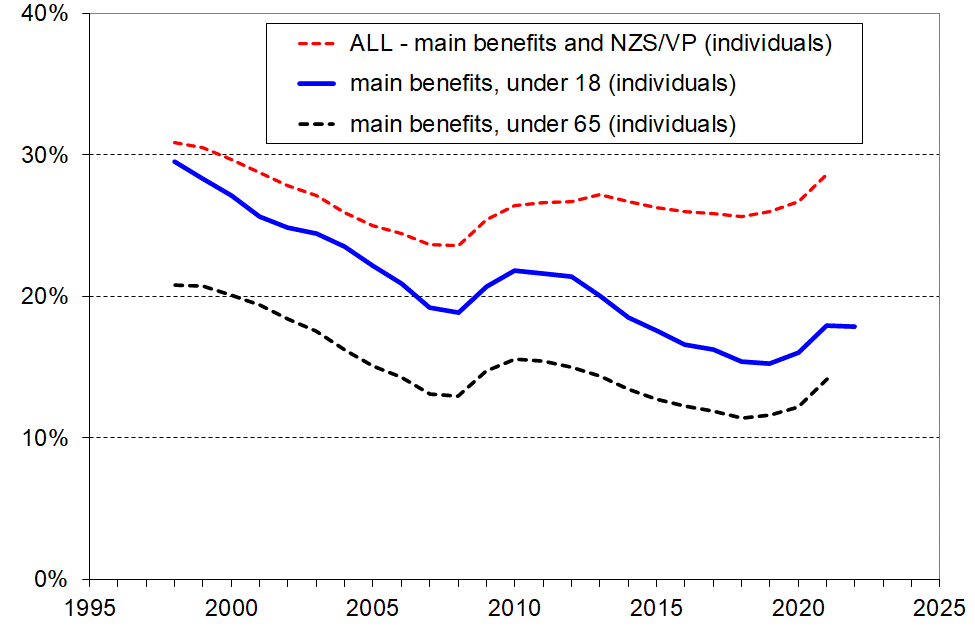 40%
ALL - main benefits and NZS/VP (individuals)
main benefits, under 18 (individuals)
main benefits, under 65 (individuals)
30%
20%
10%
0%
1995 2000 2005 2010 2015 2020 2025